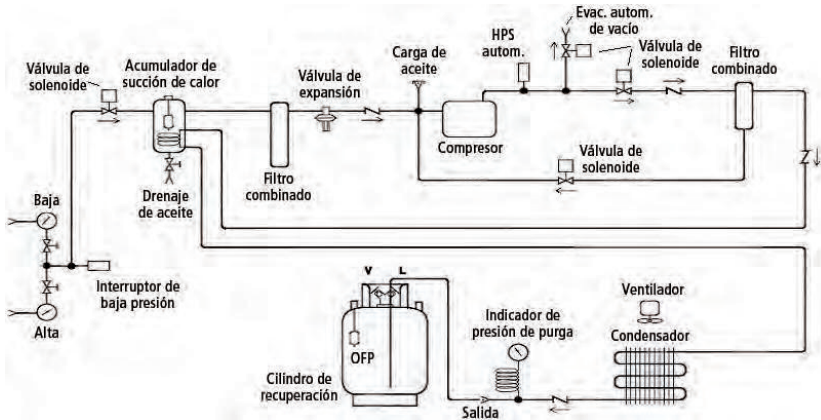 Válvula de
solenoide
Acumulador de
succión de calor
Válvula de
expansión
Carga de
aceite
HPS
autom.
Evac. autom.
de vacío
Válvula de
solenoide
Filtro
combinado
Compresor
Válvula de
solenoide
Filtro
combinado
Drenaje
de aceite
Baja
Interruptor de
baja presión
Alta
V L
OFP
Cilindro de
recuperación
Indicador de
presión de purga
Salida
Ventilador
Condensador